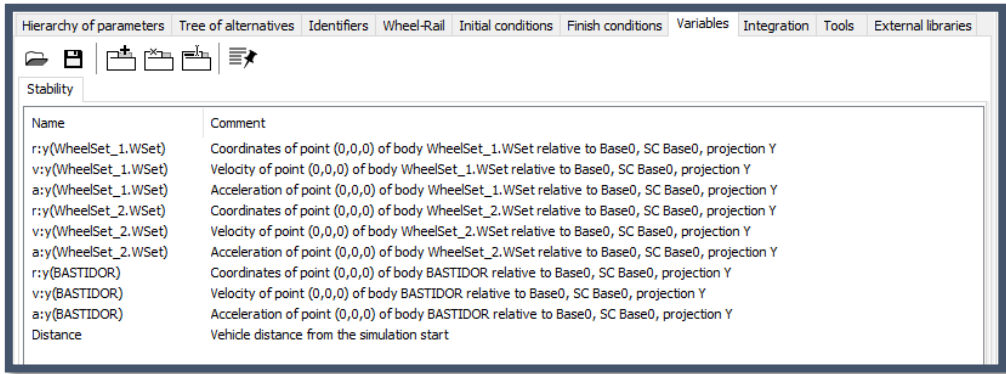 Hierarchy of parameters Tree of alternatives Identifiers Wheel-Rail Initial conditions Finish conditions Variables Integration Tools External libraries
Stability
Name Comment
r:y(WheelSet_1.WSet) Coordinates of point (0,0,0) of body WheelSet_1.WSet relative to Base0, SC Base0, projection Y
v:y(WheelSet_1.WSet) Velocity of point (0,0,0) of body WheelSet_1.WSet relative to Base0, SC Base0, projection Y
a:y(WheelSet_1.WSet) Acceleration of point (0,0,0) of body WheelSet_1.WSet relative to Base0, SC Base0, projection Y
r:y(WheelSet_2.WSet) Coordinates of point (0,0,0) of body WheelSet_2.WSet relative to Base0, SC Base0, projection Y
v:y(WheelSet_2.WSet) Velocity of point (0,0,0) of body WheelSet_2.WSet relative to Base0, SC Base0, projection Y
a:y(WheelSet_2.WSet) Acceleration of point (0,0,0) of body WheelSet_2.WSet relative to Base0, SC Base0, projection Y
r:y(BASTIDOR) Coordinates of point (0,0,0) of body BASTIDOR relative to Base0, SC Base0, projection Y
v:y(BASTIDOR) Velocity of point (0,0,0) of body BASTIDOR relative to Base0, SC Base0, projection Y
a:y(BASTIDOR) Acceleration of point (0,0,0) of body BASTIDOR relative to Base0, SC Base0, projection Y
Distance Vehicle distance from the simulation start